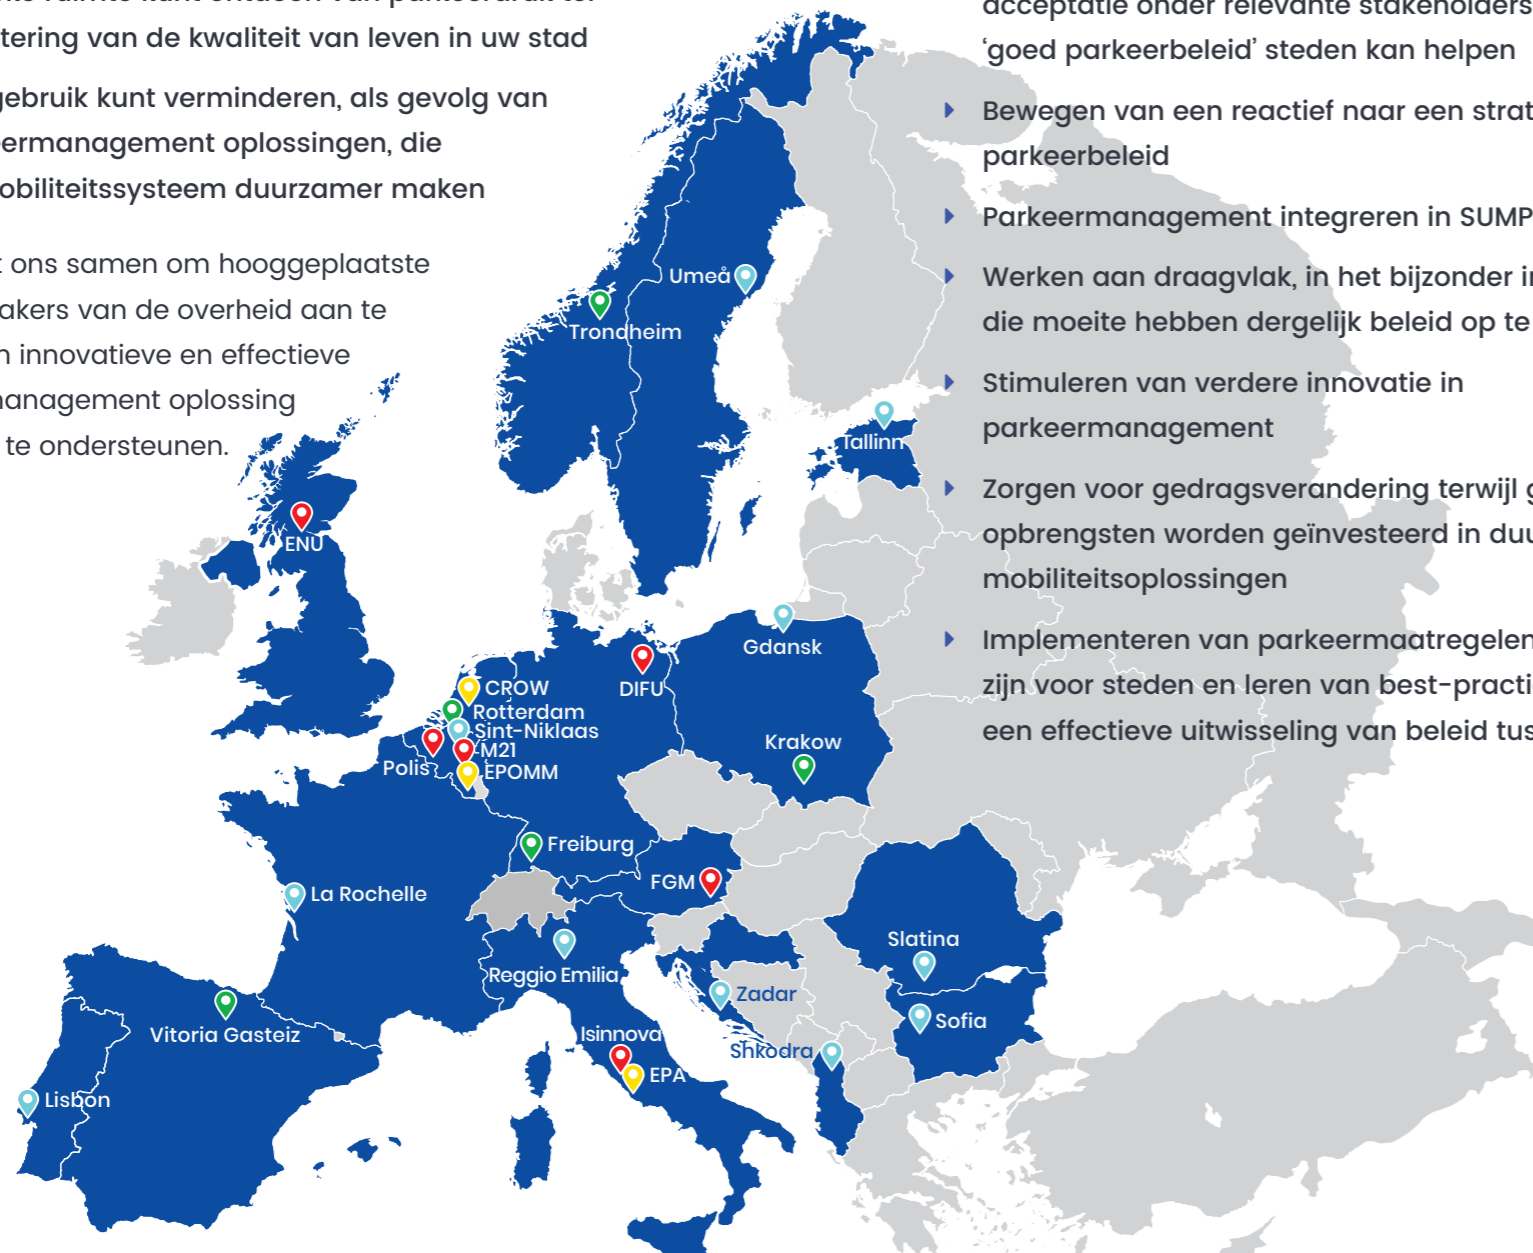 tering van de kwaliteit van leven in uw stad
gebruik kunt verminderen, als gevolg van
ermanagement oplossingen, die
obiliteitssysteem duurzamer maken
ons samen om hooggeplaatste
akers van de overheid aan te
n innovatieve en effectieve
management oplossing
te ondersteunen.
acceptatie onder relevante stakeholders
‘goed parkeerbeleid’ steden kan helpen
Bewegen van een reactief naar een strat
parkeerbeleid
Parkeermanagement integreren in SUMP
Werken aan draagvlak, in het bijzonder in
die moeite hebben dergelijk beleid op te
Stimuleren van verdere innovatie in
parkeermanagement
Zorgen voor gedragsverandering terwijl g
opbrengsten worden geïnvesteerd in duu
mobiliteitsoplossingen
Implementeren van parkeermaatregelen
zijn voor steden en leren van best-practi
een effectieve uitwisseling van beleid tus
Umeå
Trondheim
Tallinn
ENU
Gdansk
DIFU
CROW
Rotterdam
Sint-Niklaas
M21
Polis
EPOMM
Krakow
Freiburg
FGM
La Rochelle
Slatina
Reggio Emilia
Zadar
Sofia
Vitoria Gasteiz
Isinnova
Shkodra
EPA
Lisbon